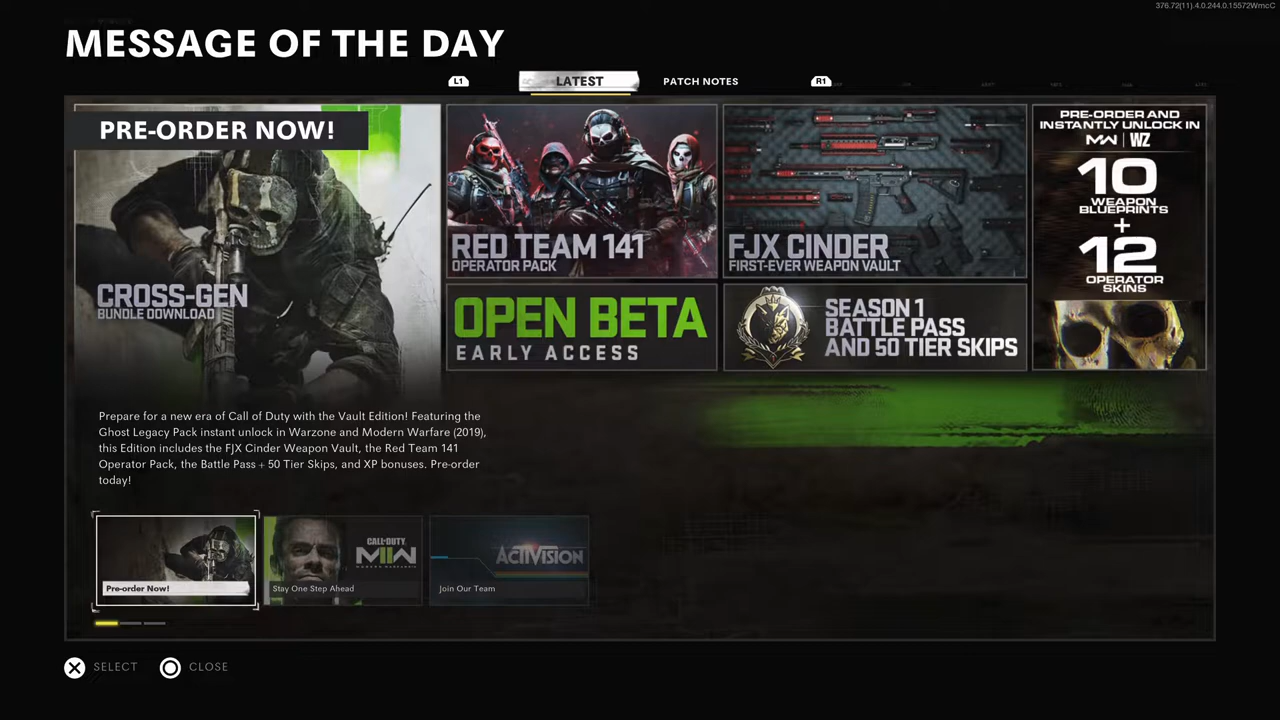 376.72(11).4.0.244.0.15572WmcC
MESSAGE OF THE DAY
L1
LATEST
PATCH NOTES
R1
PRE-ORDER NOW!
CROSS-GEN
BUNDLE DOWNLOAD
RED TEAM 141
OPERATOR PACK
FJX CINDER
FIRST-EVER WEAPON VAULT
PRE-ORDER AND
INSTANTLY UNLOCK IN
MW | WZ
10
WEAPON
BLUEPRINTS
+
12
OPERATOR
SKINS
OPEN BETA
EARLY ACCESS
SEASON 1
BATTLE PASS
AND 50 TIER SKIPS
Prepare for a new era of Call of Duty with the Vault Edition! Featuring the
Ghost Legacy Pack instant unlock in Warzone and Modern Warfare (2019),
this Edition includes the FJX Cinder Weapon Vault, the Red Team 141
Operator Pack, the Battle Pass + 50 Tier Skips, and XP bonuses. Pre-order
today!
Pre-order Now!
CALL OF DUTY
MWII
MODERN WARFARE II
Stay One Step Ahead
ACTIVISION
Join Our Team
SELECT
CLOSE